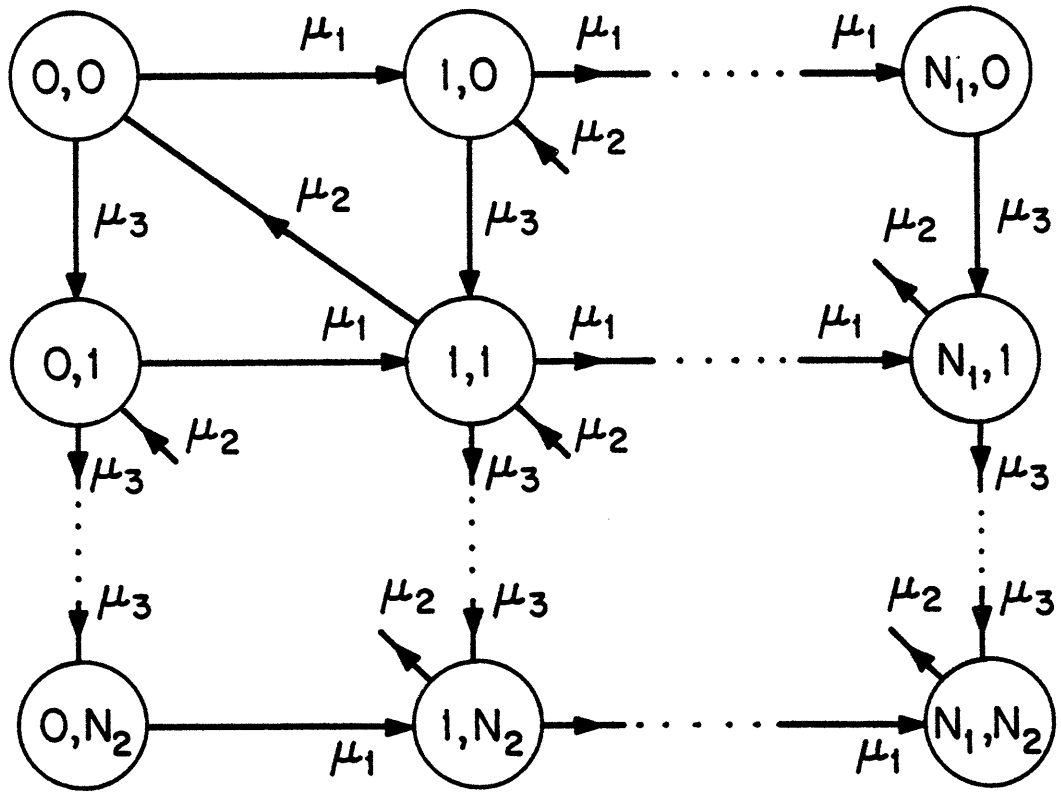 μ1 μ1 μ1
0,0 1,0 N1,0
μ2
μ2
μ3 μ3 μ2 μ3
μ1 μ1 μ1
0,1 1,1 N1,1
μ2 μ2
μ3 μ3 μ3
μ3 μ2 μ3 μ2 μ3
0,N2 1,N2 N1,N2
μ1 μ1